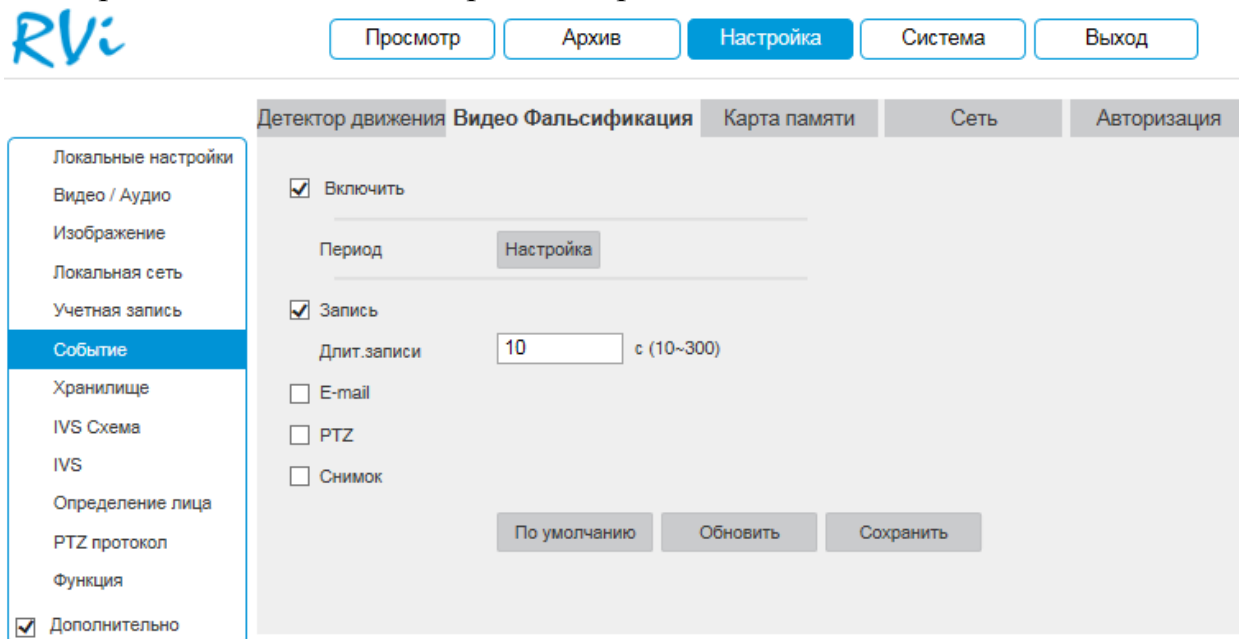 RVi
Просмотр Архив Настройка Система Выход
Детектор движения Видео Фальсификация Карта памяти Сеть Авторизация
Локальные настройки
Видео / Аудио
Изображение
Локальная сеть
Учетная запись
Событие
Хранилище
IVS Схема
IVS
Определение лица
PTZ протокол
Функция
Дополнительно
Включить
Период Настройка
Запись
Длит.записи 10 с (10~300)
E-mail
PTZ
Снимок
По умолчанию Обновить Сохранить